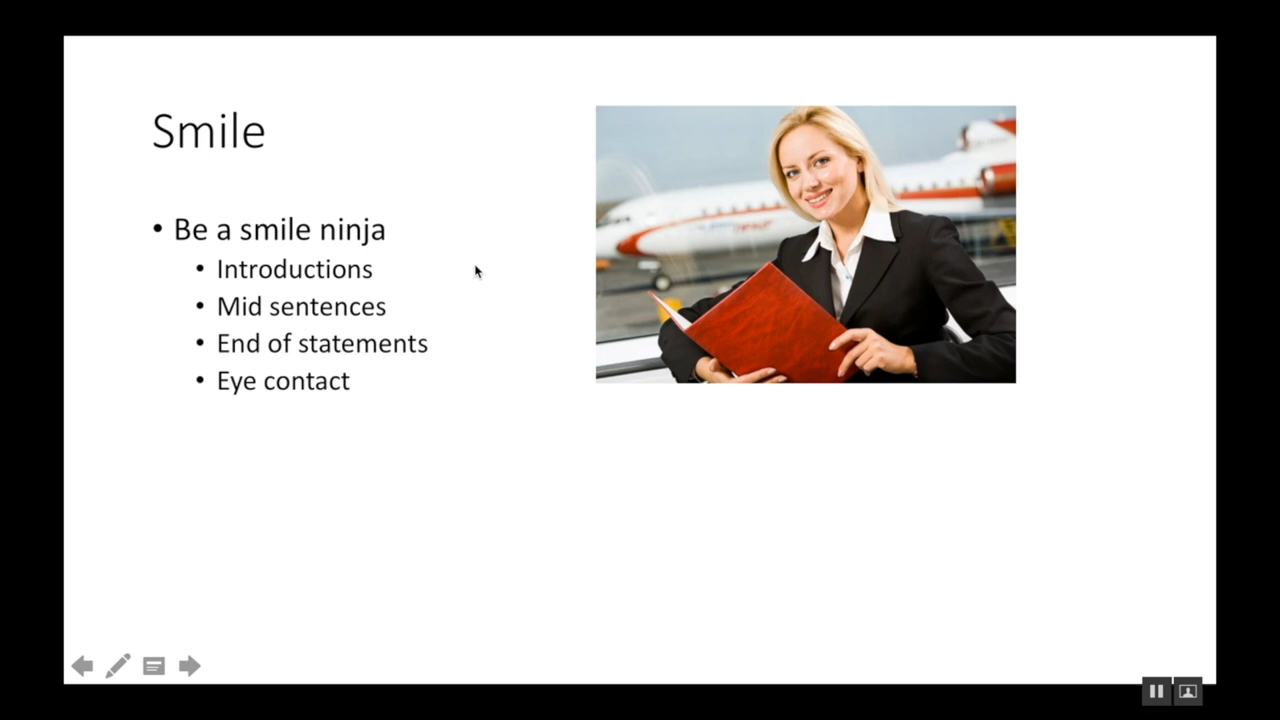 Smile
• Be a smile ninja
• Introductions
• Mid sentences
• End of statements
• Eye contact